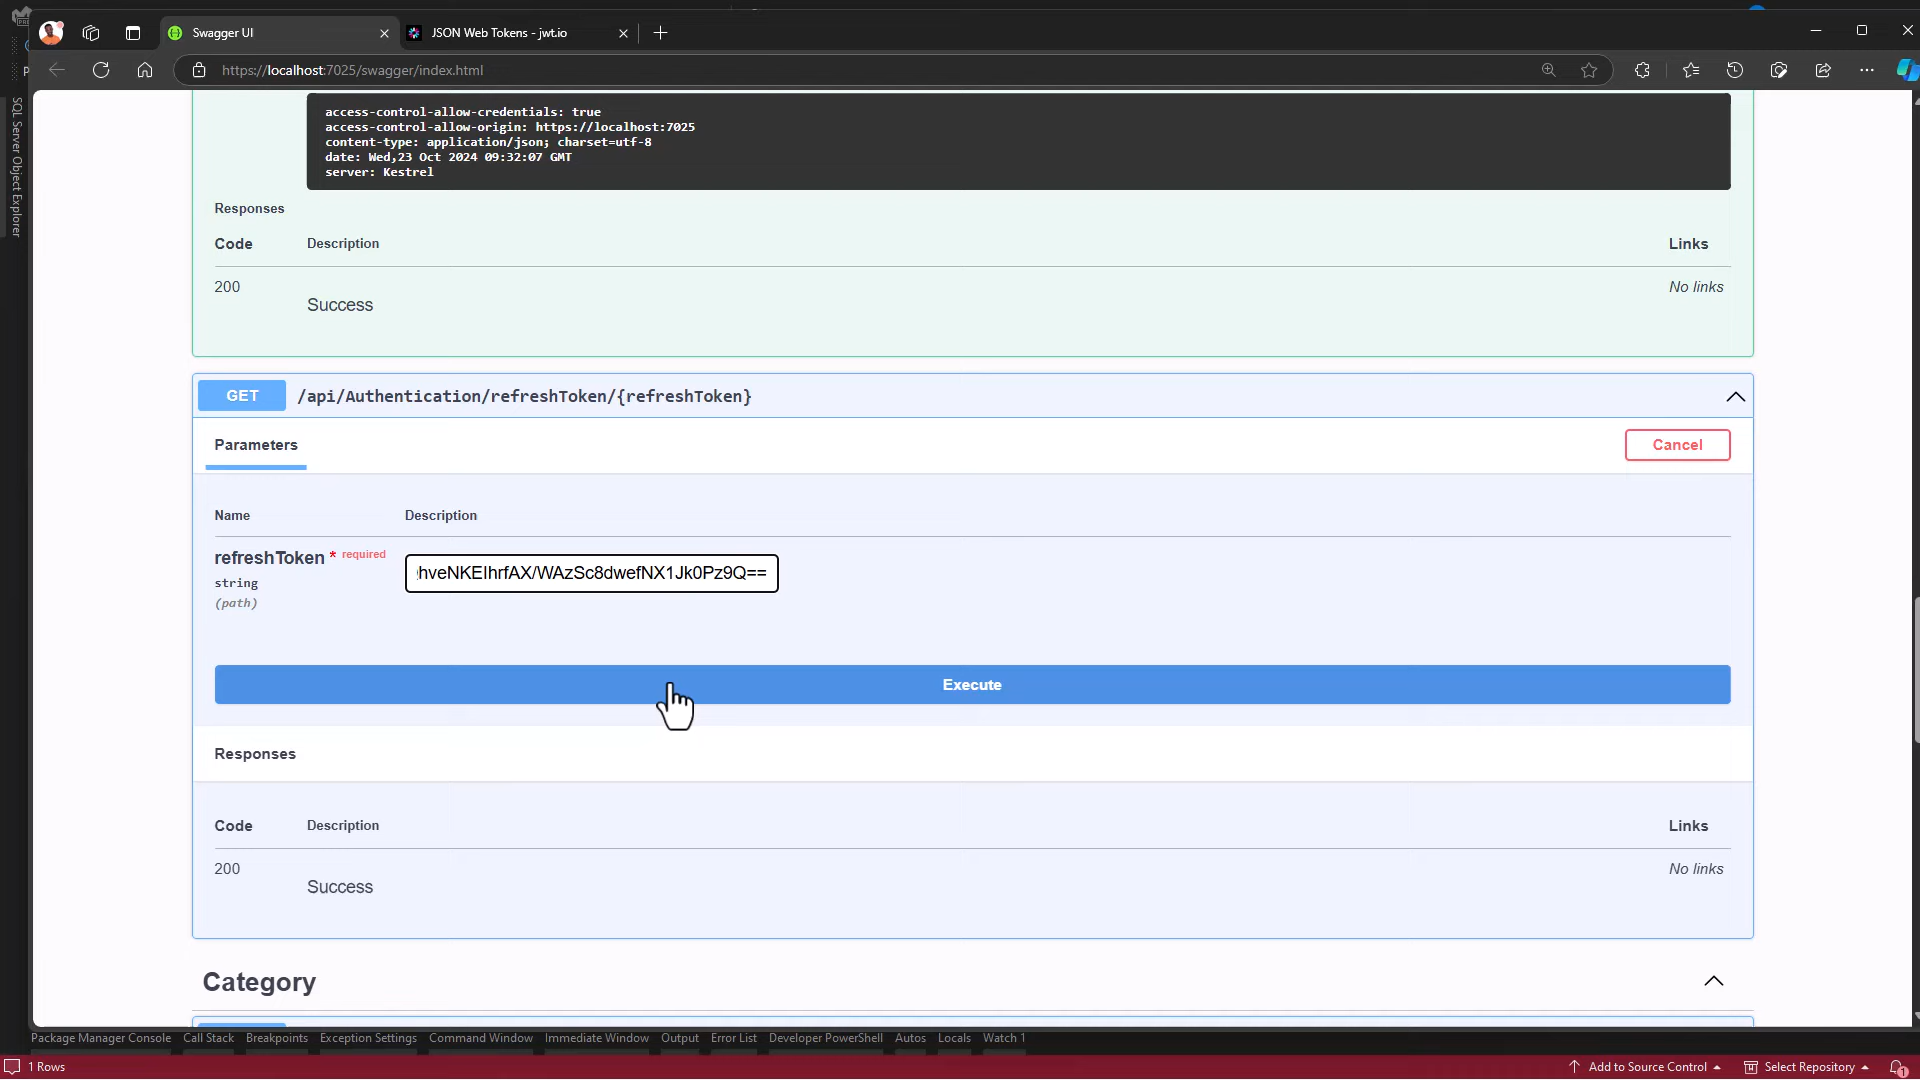 Swagger UI
JSON Web Tokens - jwt.io
https://localhost:7025/swagger/index.html
SQL Server Object Explorer
access-control-allow-credentials: true
access-control-allow-origin: https://localhost:7025
content-type: application/json; charset=utf-8
date: Wed,23 Oct 2024 09:32:07 GMT
server: Kestrel
Responses
Code Description Links
200 No links
Success
GET /api/Authentication/refreshToken/{refreshToken}
Parameters Cancel
Name Description
refreshToken * required
string
(path)
hveNKEIhrfAX/WAzSc8dwefNX1Jk0Pz9Q==
Execute
Responses
Code Description Links
200 No links
Success
Category
Package Manager Console Call Stack Breakpoints Exception Settings Command Window Immediate Window Output Error List Developer PowerShell Autos Locals Watch 1
1 Rows Add to Source Control Select Repository 1